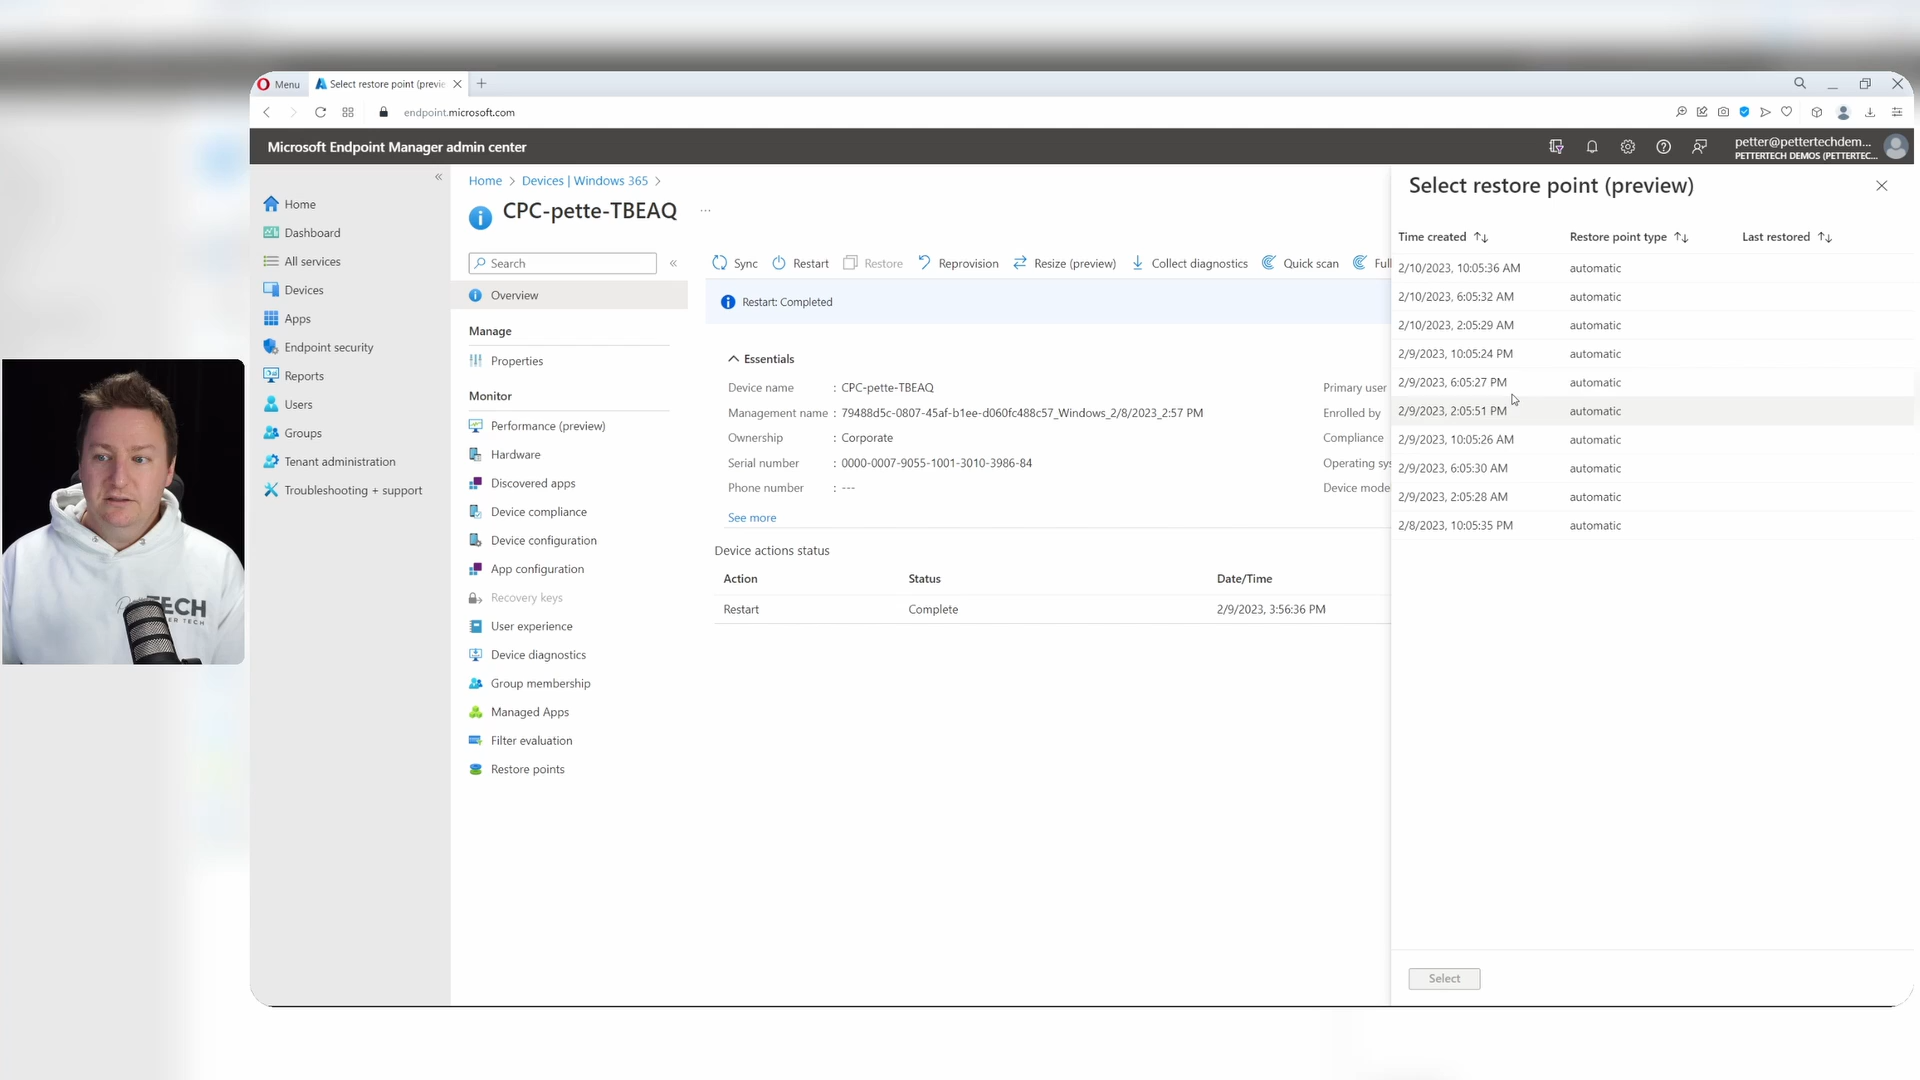 Menu
Select restore point (previe
endpoint.microsoft.com
Microsoft Endpoint Manager admin center
petter@pettertechdem...
PETTERTECH DEMOS (PETTERTEC...
Home
Dashboard
All services
Devices
Apps
Endpoint security
Reports
Users
Groups
Tenant administration
Troubleshooting + support
Home > Devices | Windows 365 >
CPC-pette-TBEAQ ...
Search
Overview
Manage
Properties
Monitor
Performance (preview)
Hardware
Discovered apps
Device compliance
Device configuration
App configuration
Recovery keys
User experience
Device diagnostics
Group membership
Managed Apps
Filter evaluation
Restore points
Sync Restart Restore Reprovision Resize (preview) Collect diagnostics Quick scan Full
Restart: Completed
Essentials
Device name : CPC-pette-TBEAQ
Management name : 79488d5c-0807-45af-b1ee-d060fc488c57_Windows_2/8/2023_2:57 PM
Ownership : Corporate
Serial number : 0000-0007-9055-1001-3010-3986-84
Phone number : ---
Primary user
Enrolled by
Compliance
Operating sys
Device mode
See more
Device actions status
Action Status Date/Time
Restart Complete 2/9/2023, 3:56:36 PM
Select restore point (preview)
Time created Restore point type Last restored
2/10/2023, 10:05:36 AM automatic
2/10/2023, 6:05:32 AM automatic
2/10/2023, 2:05:29 AM automatic
2/9/2023, 10:05:24 PM automatic
2/9/2023, 6:05:27 PM automatic
2/9/2023, 2:05:51 PM automatic
2/9/2023, 10:05:26 AM automatic
2/9/2023, 6:05:30 AM automatic
2/9/2023, 2:05:28 AM automatic
2/8/2023, 10:05:35 PM automatic
Select
TECH
ER TECH